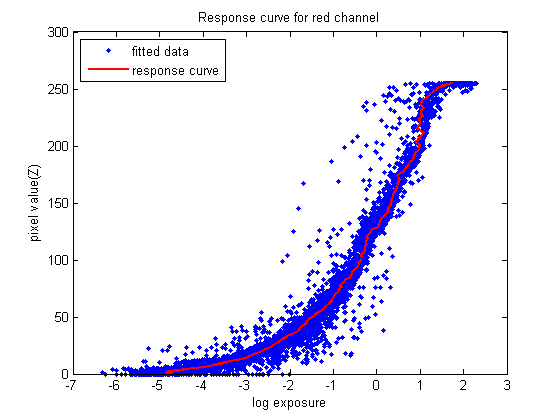 Response curve for red channel
fitted data
response curve
300
250
200
150
100
50
0
pixel value(Z)
-7 -6 -5 -4 -3 -2 -1 0 1 2 3
log exposure